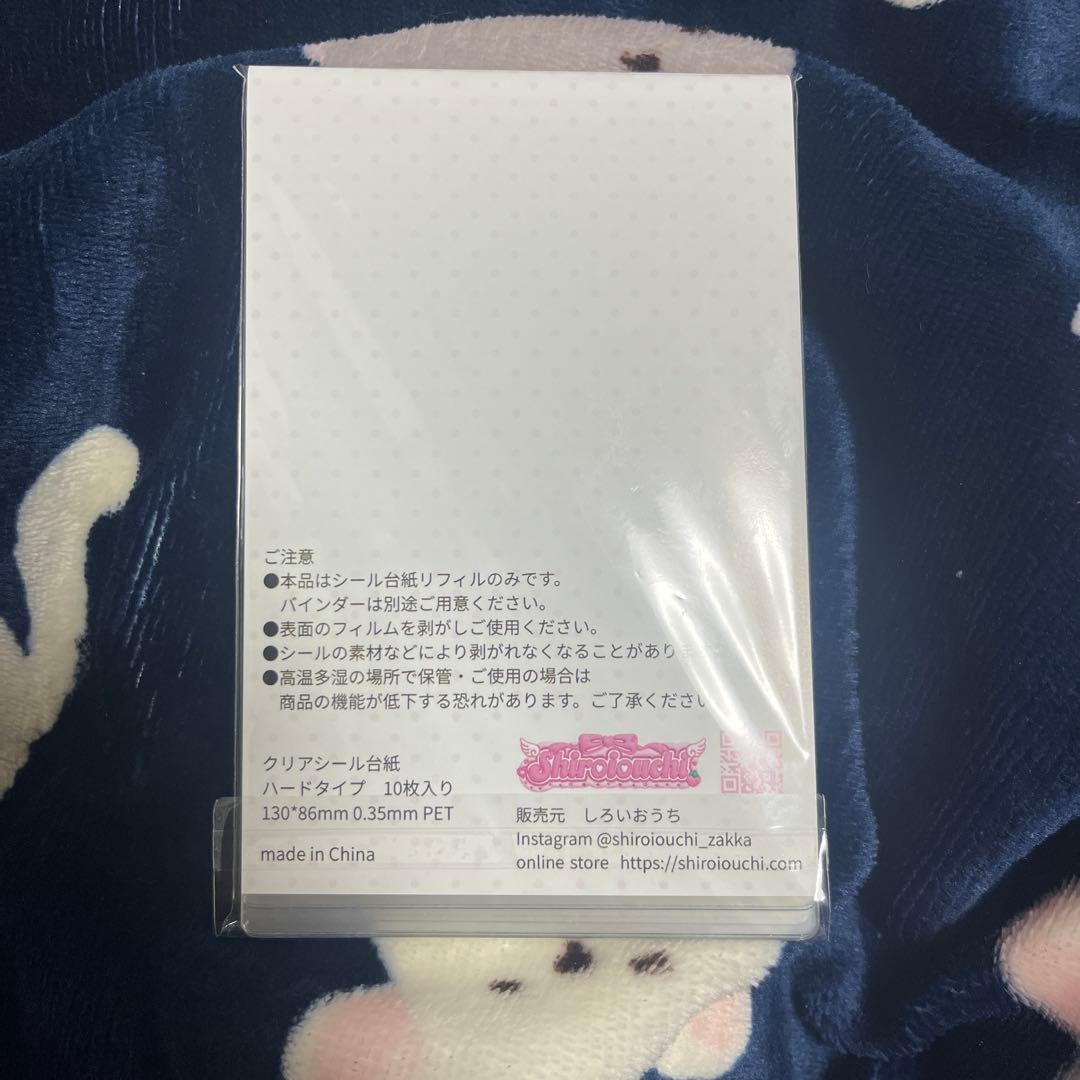 ご注意
●本品はシール台紙リフィルのみです。
バインダーは別途ご用意ください。
●表面のフィルムを剥がしご使用ください。
●シールの素材などにより剥がれなくなることがあります。
●高温多湿の場所で保管・ご使用の場合は
商品の機能が低下する恐れがあります。ご了承ください
クリアシール台紙
ハードタイプ 10枚入り
130*86mm 0.35mm PET
made in China
Shiroiouchi
販売元 しろいおうち
Instagram @shiroiouchi_zakka
online store https://shiroiouchi.com